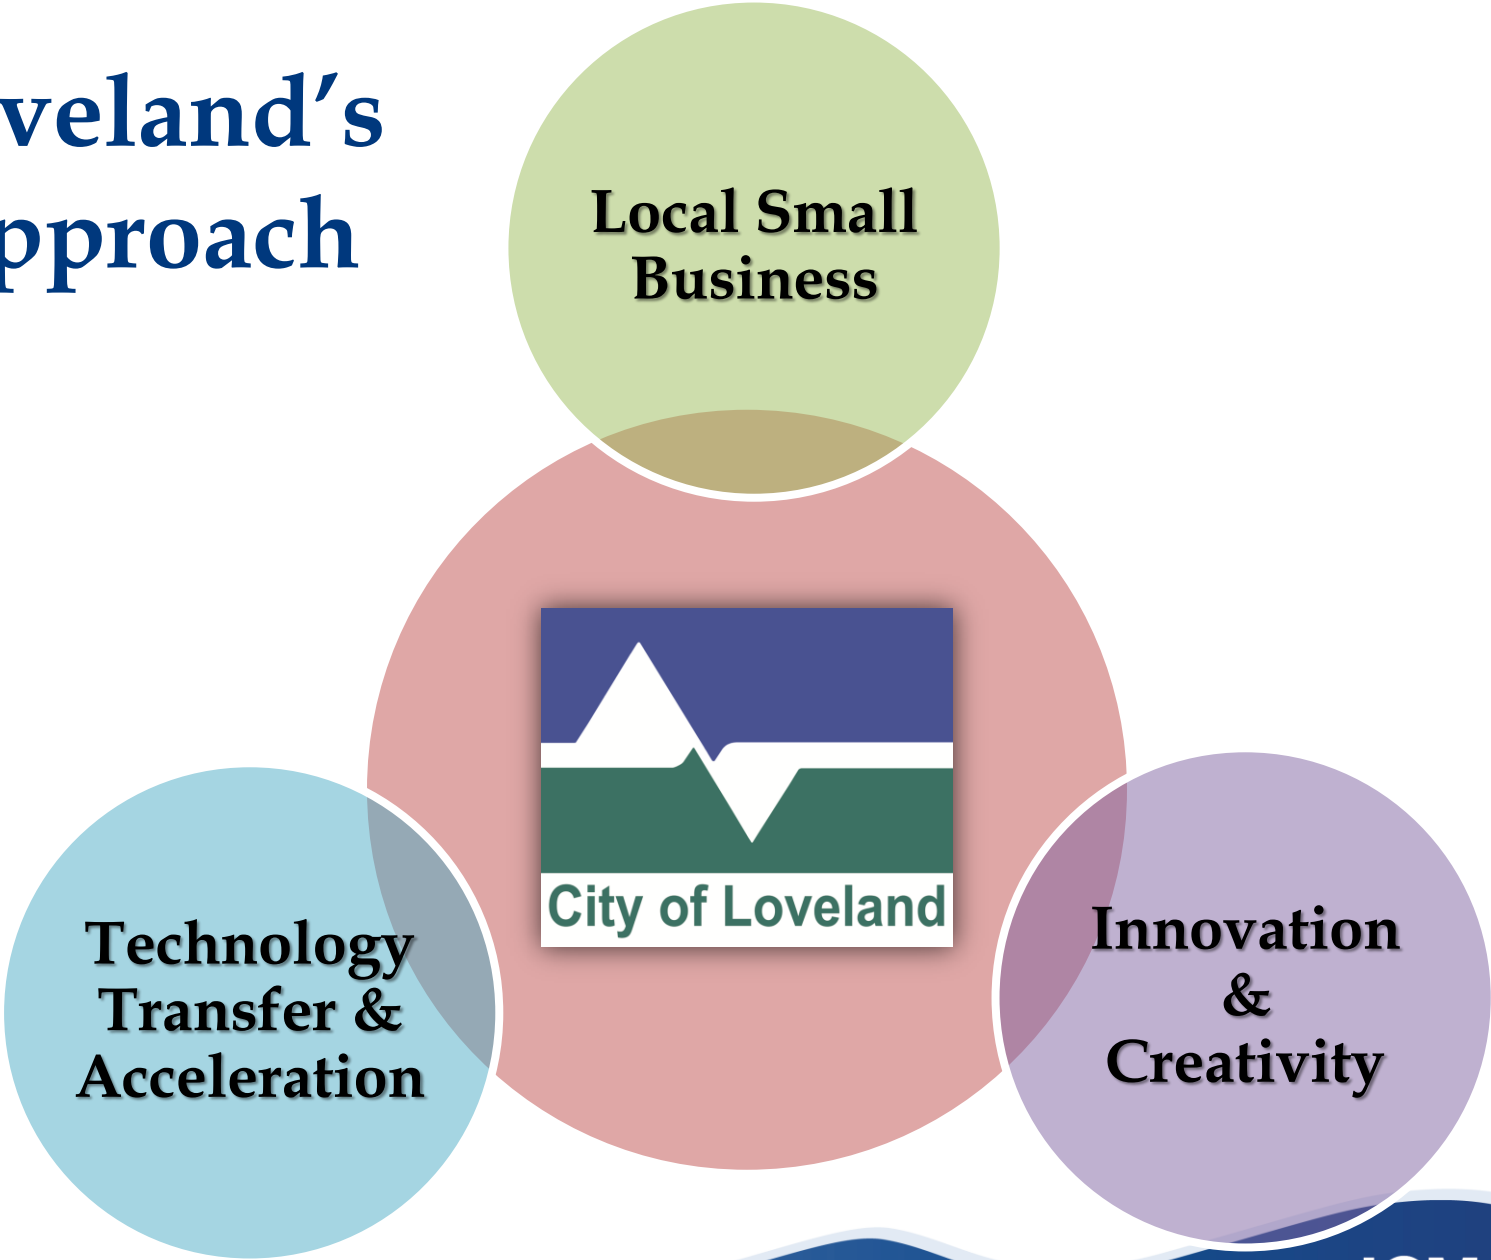 veland’s
pproach
Local Small
Business
City of Loveland
Technology
Transfer &
Acceleration
Innovation
&
Creativity